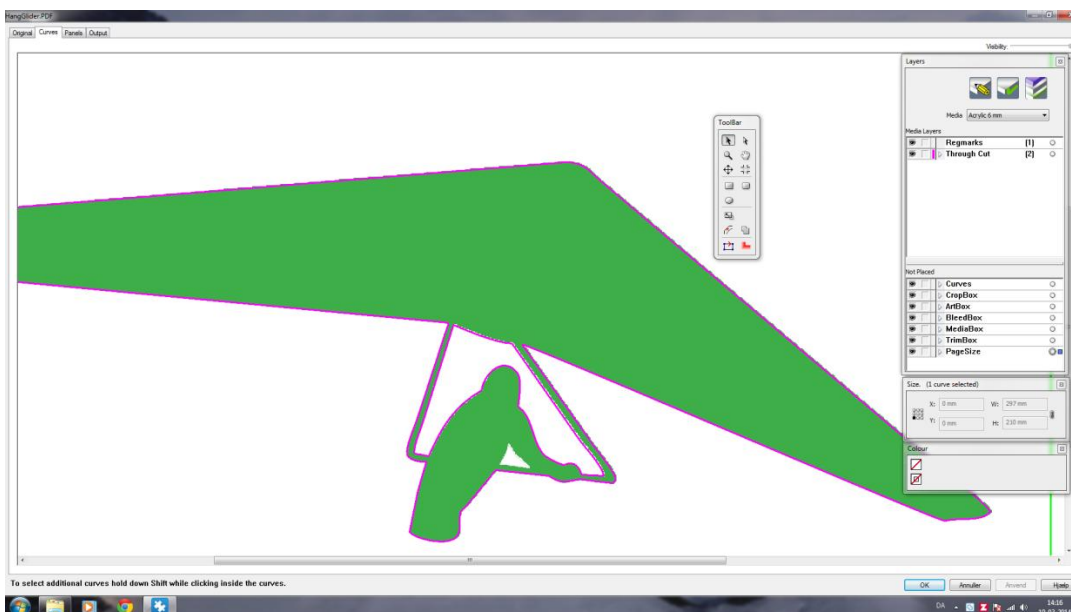 HangGlider.PDF
Original Curves Panels Output
Visibility:
Layers
Media Acrylic 6 mm
Media Layers
Regmarks (1)
Through Cut (2)
Not Placed
Curves
CropBox
ArtBox
BleedBox
MediaBox
TrimBox
PageSize
ToolBar
Size. (1 curve selected)
X: 0 mm W: 297 mm
Y: 0 mm H: 210 mm
Colour
To select additional curves hold down Shift while clicking inside the curves.
OK Annuller Anvend Hjælp
DA 14:16